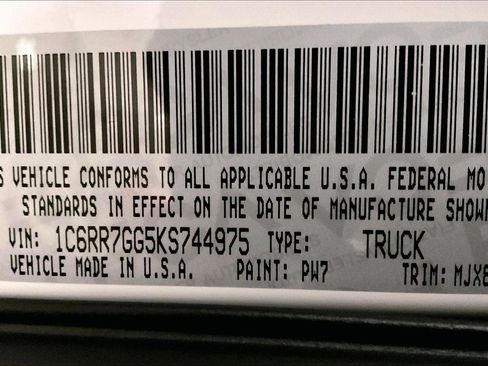 S VEHICLE CONFORMS TO ALL APPLICABLE U.S.A. FEDERAL MO
STANDARDS IN EFFECT ON THE DATE OF MANUFACTURE SHOW
VIN: 1C6RR7GG5KS744975 TYPE: TRUCK
VEHICLE MADE IN U.S.A. PAINT: PW7 TRIM: MJX8